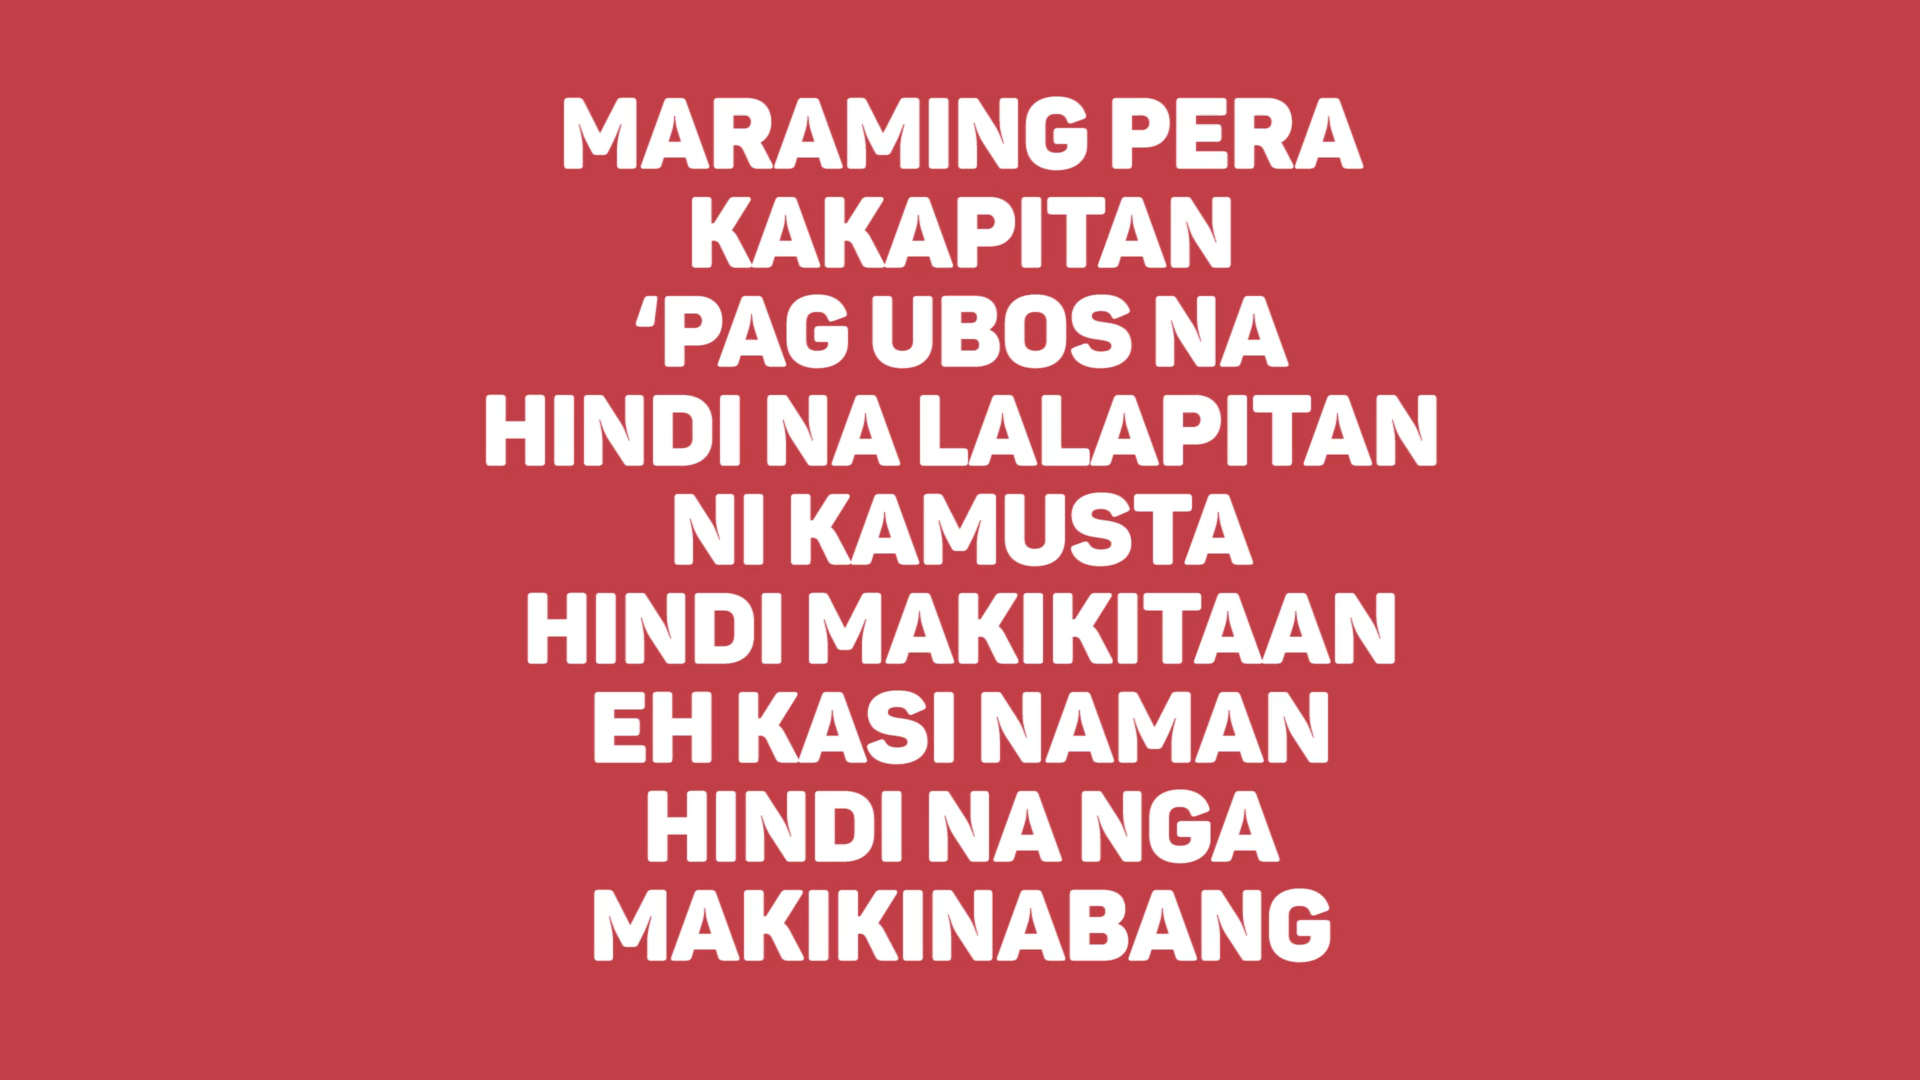 MARAMING PERA
KAKAPITAN
‘PAG UBOS NA
HINDI NA LALAPITAN
NI KAMUSTA
HINDI MAKIKITAAN
EH KASI NAMAN
HINDI NA NGA
MAKIKINABANG